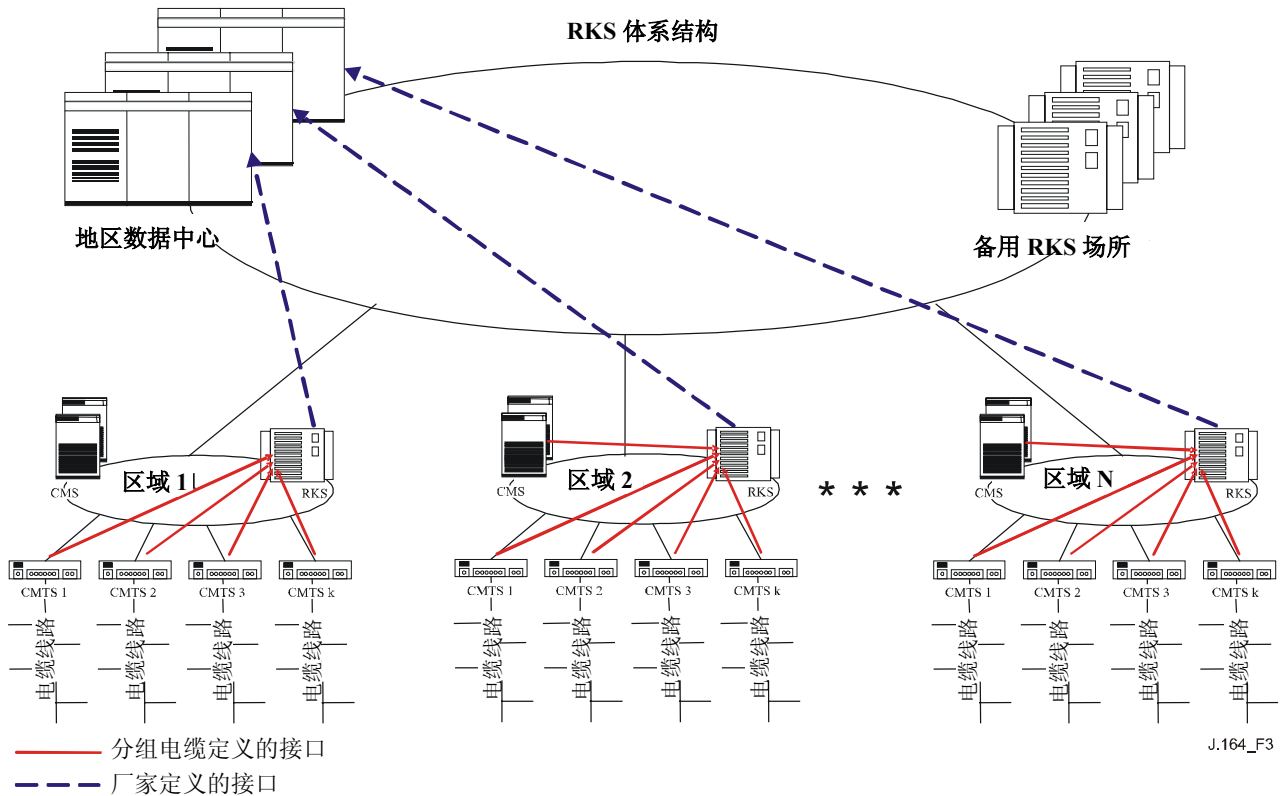 RKS 体系结构
地区数据中心
备用 RKS 场所
CMS
区域 1
RKS
CMS
区域 2
RKS
* * *
CMS
区域 N
RKS
CMTS 1
CMTS 2
CMTS 3
CMTS k
CMTS 1
CMTS 2
CMTS 3
CMTS k
CMTS 1
CMTS 2
CMTS 3
CMTS k
电缆线路
电缆线路
电缆线路
电缆线路
电缆线路
电缆线路
电缆线路
电缆线路
电缆线路
电缆线路
电缆线路
电缆线路
分组电缆定义的接口
厂家定义的接口
J.164_F3